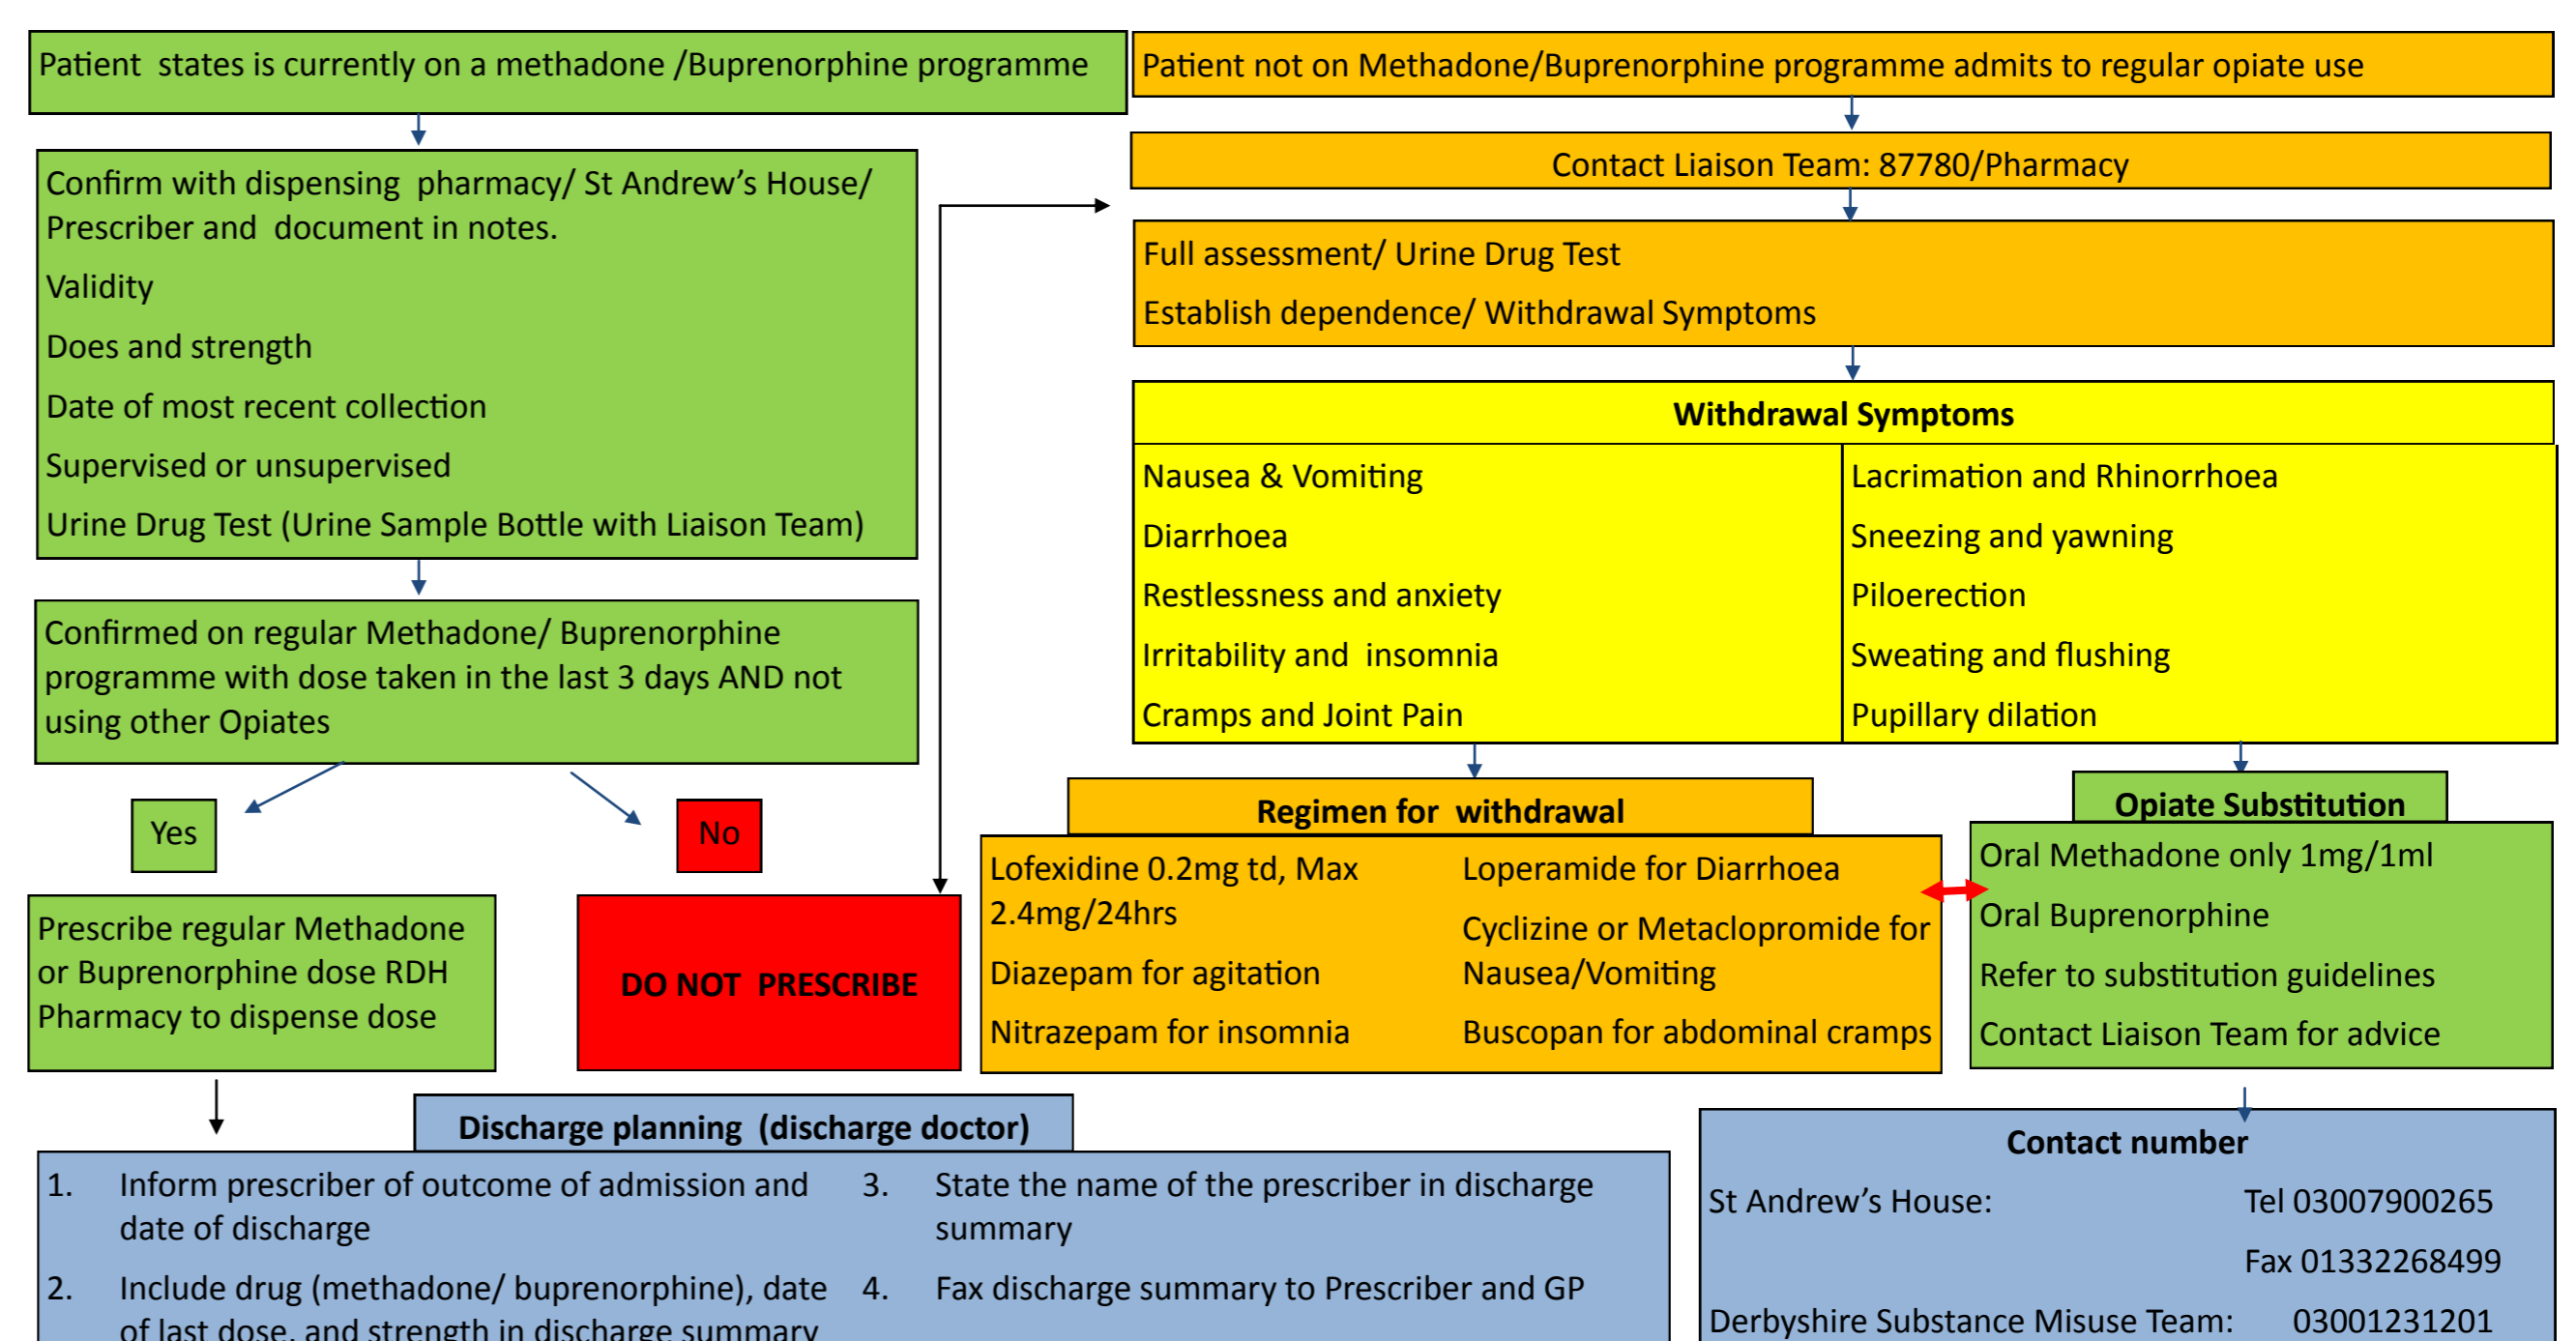 Patient states is currently on a methadone /Buprenorphine programme
Confirm with dispensing pharmacy/ St Andrew's House/
Prescriber and document in notes.
Validity
Does and strength
Date of most recent collection
Supervised or unsupervised
Urine Drug Test (Urine Sample Bottle with Liaison Team)
Confirmed on regular Methadone/ Buprenorphine
programme with dose taken in the last 3 days AND not
using other Opiates
Yes
No
Prescribe regular Methadone
or Buprenorphine dose RDH
Pharmacy to dispense dose
DO NOT PRESCRIBE
Patient not on Methadone/Buprenorphine programme admits to regular opiate use
Contact Liaison Team: 87780/Pharmacy
Full assessment/ Urine Drug Test
Establish dependence/ Withdrawal Symptoms
Withdrawal Symptoms
Nausea & Vomiting
Diarrhoea
Restlessness and anxiety
Irritability and insomnia
Cramps and Joint Pain
Lacrimation and Rhinorrhoea
Sneezing and yawning
Piloerection
Sweating and flushing
Pupillary dilation
Regimen for withdrawal
Lofexidine 0.2mg td, Max
2.4mg/24hrs
Diazepam for agitation
Nitrazepam for insomnia
Loperamide for Diarrhoea
Cyclizine or Metaclopromide for
Nausea/Vomiting
Buscopan for abdominal cramps
Opiate Substitution
Oral Methadone only 1mg/1ml
Oral Buprenorphine
Refer to substitution guidelines
Contact Liaison Team for advice
Discharge planning (discharge doctor)
1. Inform prescriber of outcome of admission and
date of discharge
2. Include drug (methadone/ buprenorphine), date
of last dose, and strength in discharge summary
3. State the name of the prescriber in discharge
summary
4. Fax discharge summary to Prescriber and GP
Contact number
St Andrew's House: Tel 03007900265
Fax 01332268499
Derbyshire Substance Misuse Team: 03001231201